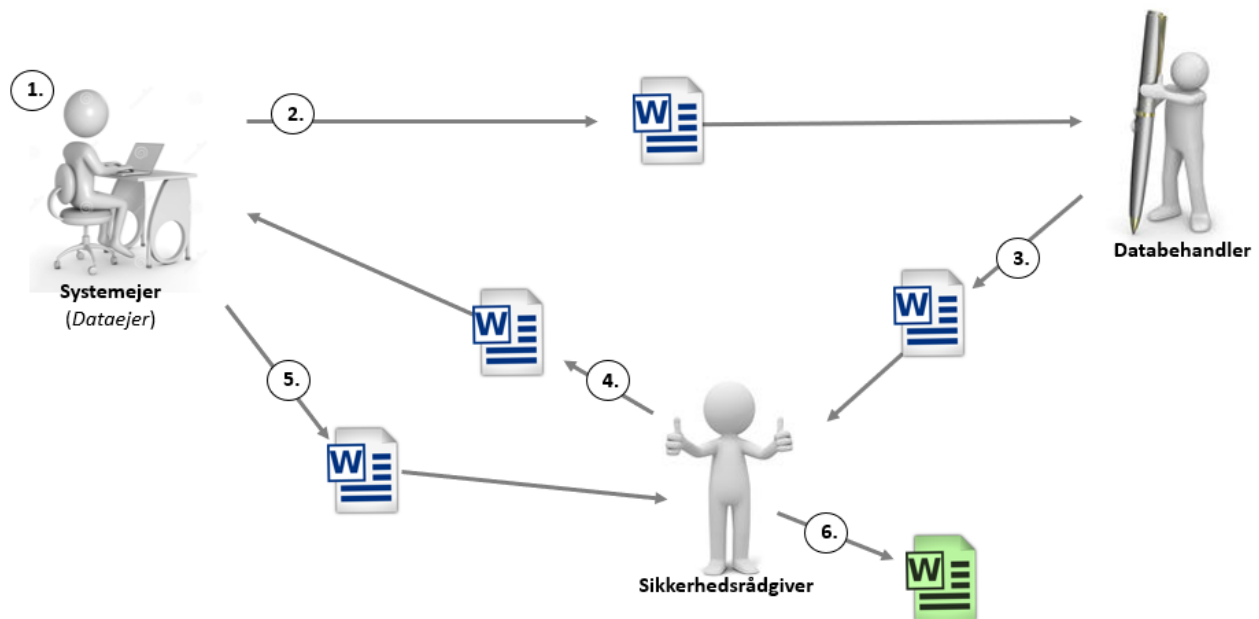 1.
2.
W
Databehandler
3.
W
Systemejer
(Dataejer)
W
4.
5.
W
6.
Sikkerhedsrådgiver
W